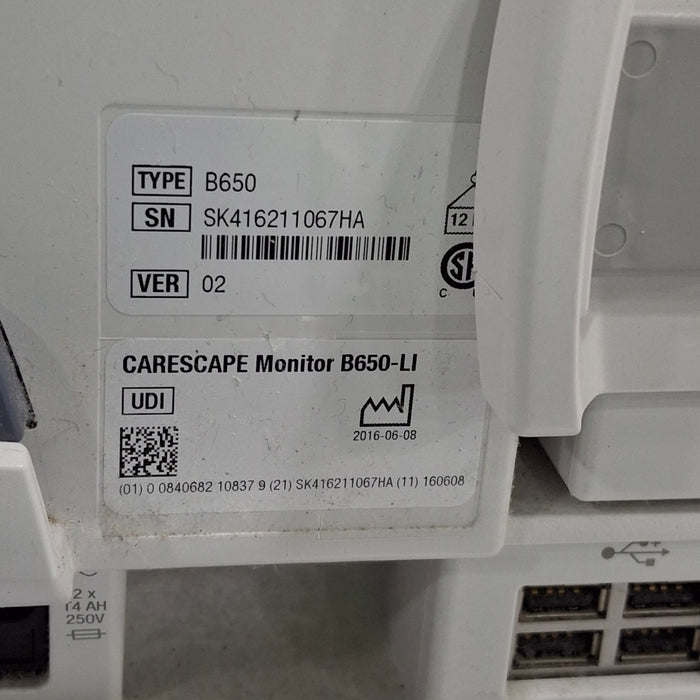 TYPE B650
SN SK416211067HA
12
VER 02
C
CARESCAPE Monitor B650-LI
UDI
2016-06-08
(01) 0 0840682 10837 9 (21) SK416211067HA (11) 160608
2 x
T4 AH
250V